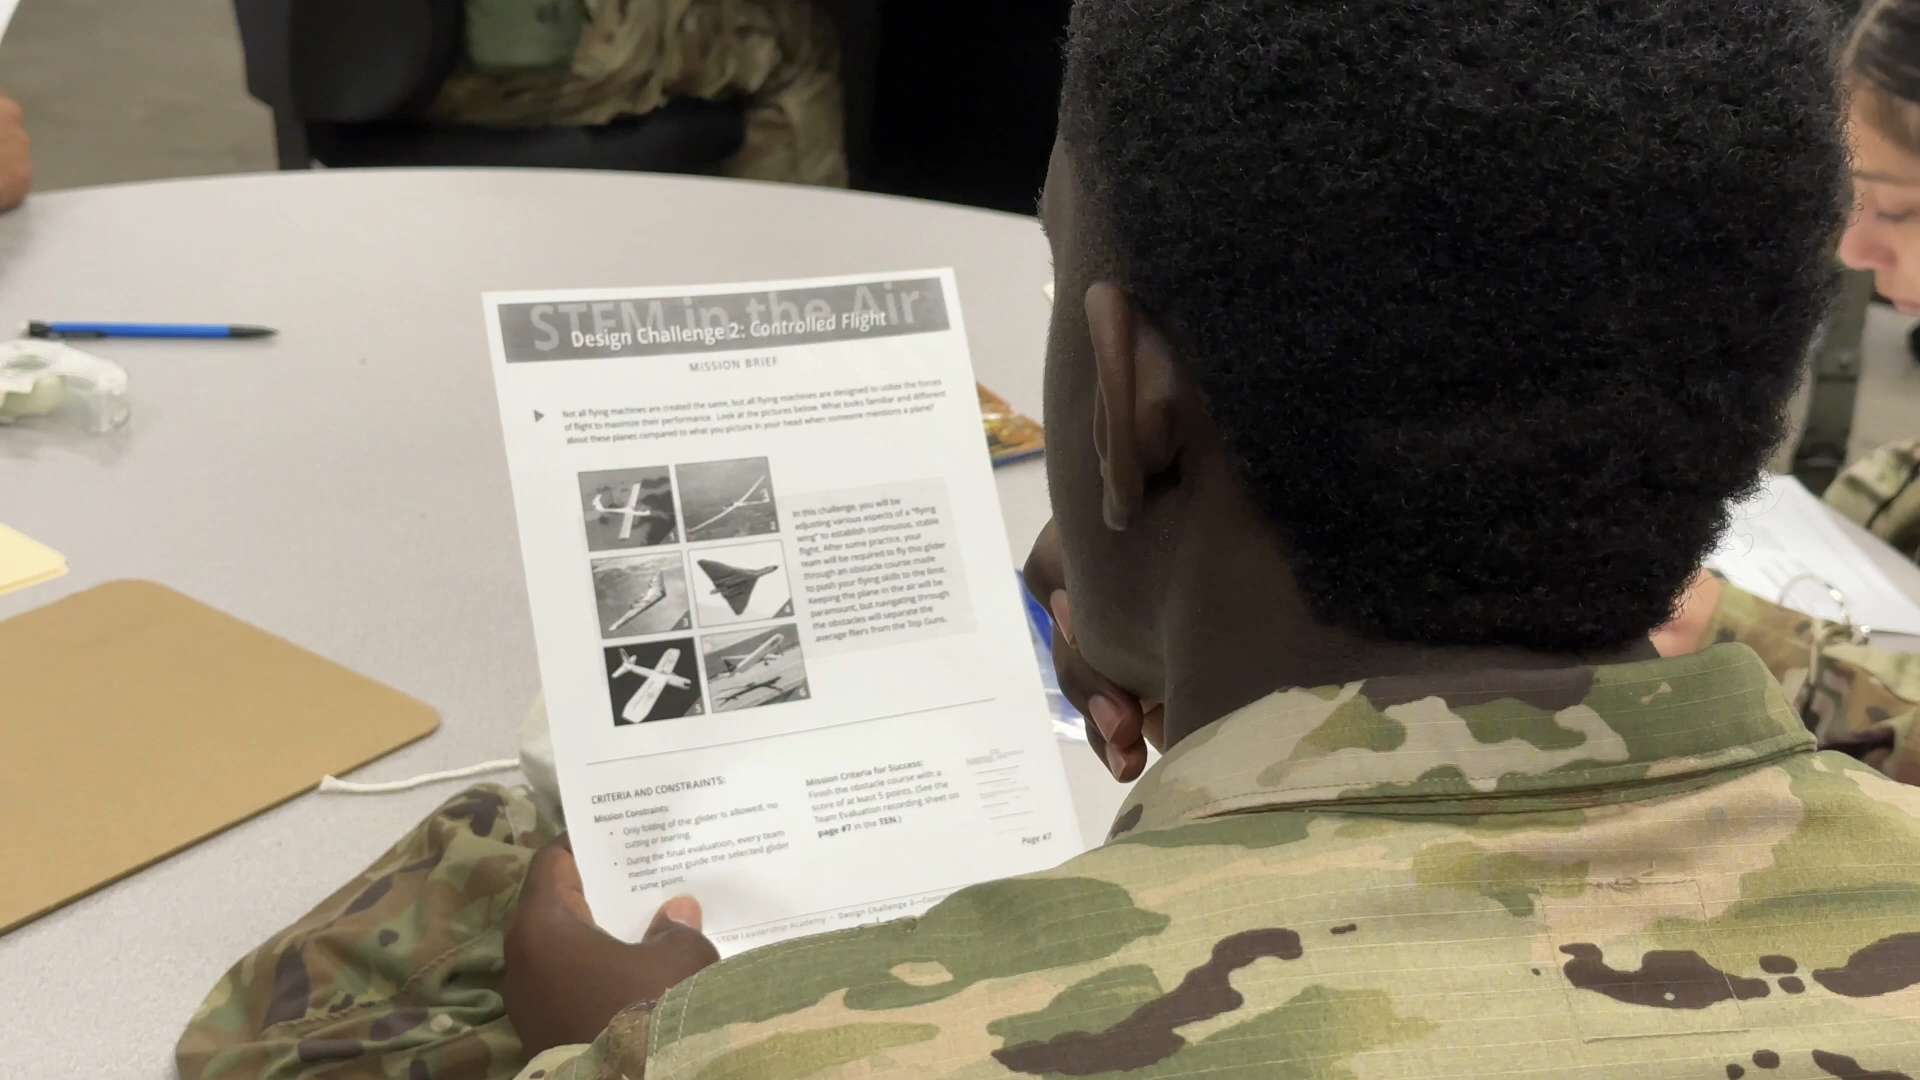 STEM in the Air
Design Challenge 2: Controlled Flight
MISSION BRIEF
Not all flying machines are created the same, but all flying machines are designed to utilize the forces
of flight to maximize their performance. Look at the pictures below. What looks familiar and different
about these planes compared to what you picture in your head when someone mentions a plane?
2
3
4
5
6
In this challenge, you will be
adjusting various aspects of a "flying
wing" to establish continuous, stable
flight. After some practice, your
team will be required to fly this glider
through an obstacle course made
to push your flying skills to the limit.
Keeping the plane in the air will be
paramount, but navigating through
the obstacles will separate the
average fliers from the Top Guns.
CRITERIA AND CONSTRAINTS:
Mission Constraints:
• Only folding of the glider is allowed, no
cutting or tearing.
• During the final evaluation, every team
member must guide the selected glider
at some point.
Mission Criteria for Success:
Finish the obstacle course with a
score of at least 5 points. (See the
Team Evaluation recording sheet on
page #7 in the TEN.)
Page #7
STEM Leadership Academy • Design Challenge 2—